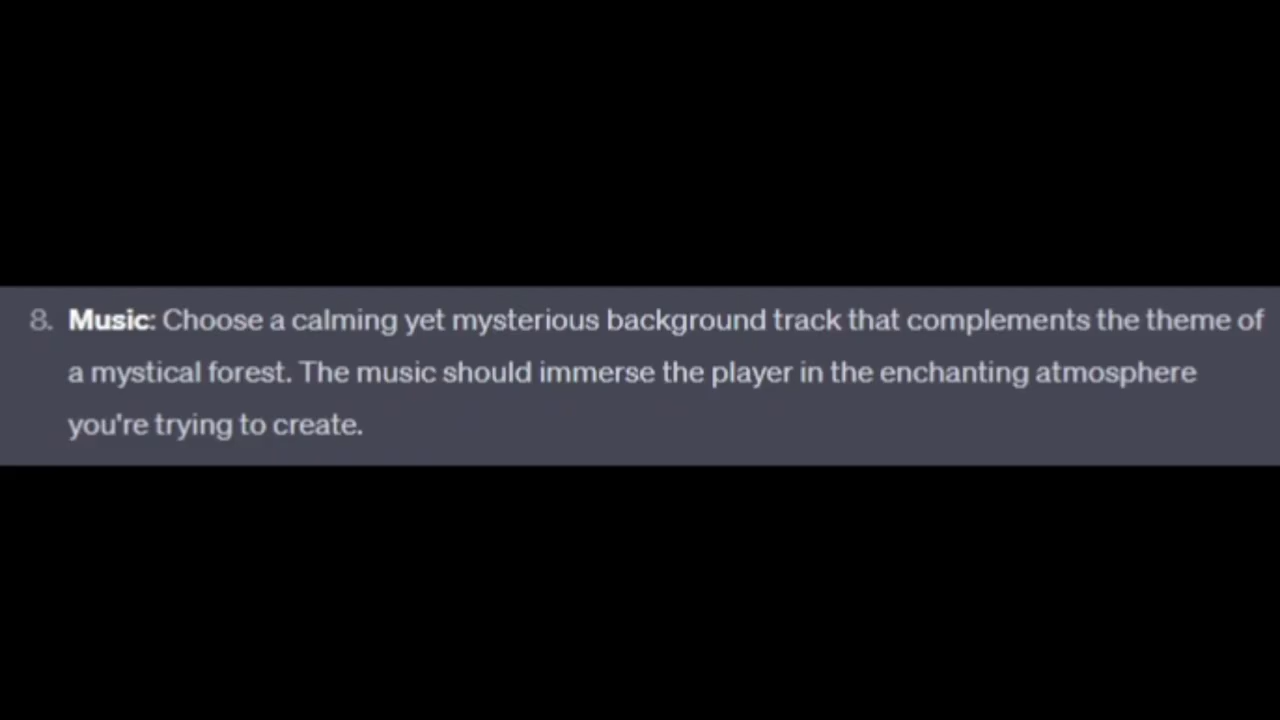 8. Music: Choose a calming yet mysterious background track that complements the theme of
a mystical forest. The music should immerse the player in the enchanting atmosphere
you're trying to create.